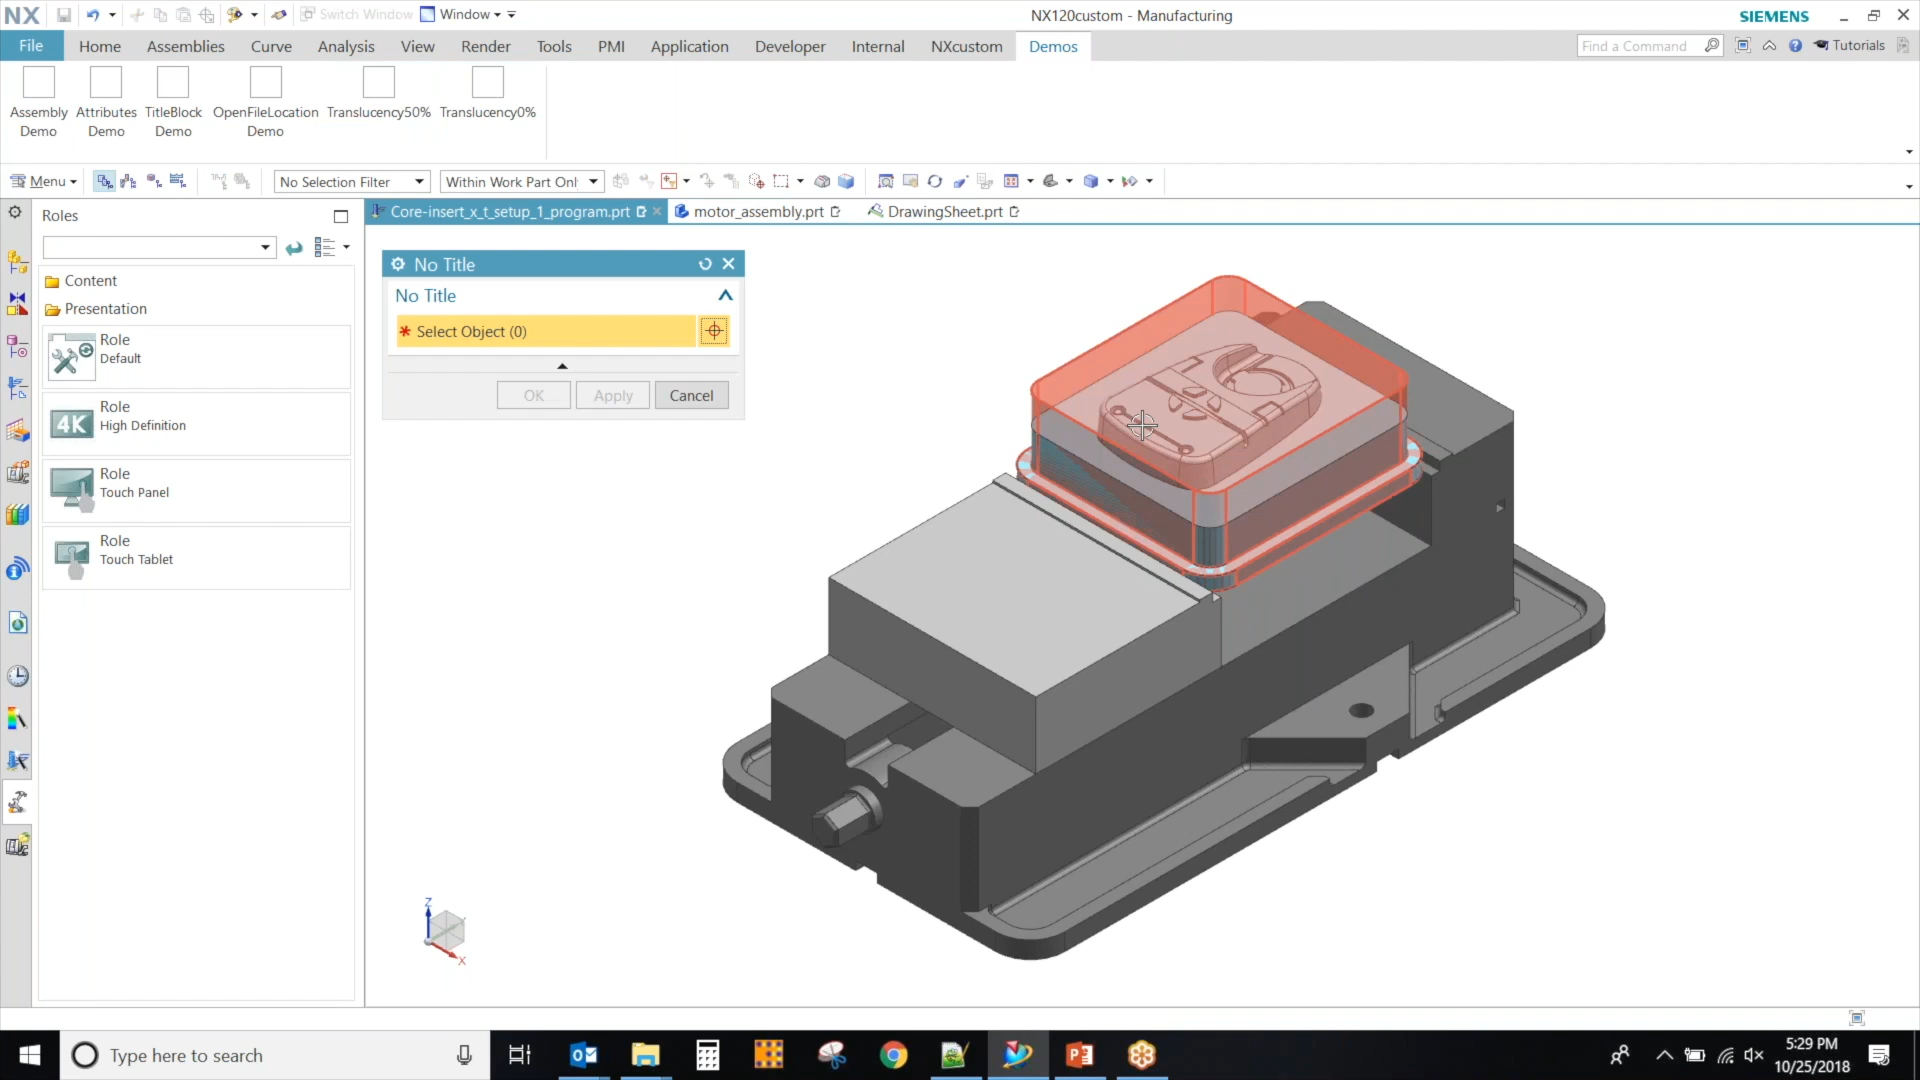 NX
Switch Window
Window
NX120custom - Manufacturing
SIEMENS
File
Home
Assemblies
Curve
Analysis
View
Render
Tools
PMI
Application
Developer
Internal
NXcustom
Demos
Find a Command
Tutorials
Assembly
Demo
Attributes
Demo
TitleBlock
Demo
OpenFileLocation
Demo
Translucency50%
Translucency0%
Menu
No Selection Filter
Within Work Part Onl
Roles
Core-insert_x_t_setup_1_program.prt
motor_assembly.prt
DrawingSheet.prt
Content
Presentation
Role
Default
4K
Role
High Definition
Role
Touch Panel
Role
Touch Tablet
No Title
No Title
* Select Object (0)
OK
Apply
Cancel
Z
X
Type here to search
5:29 PM
10/25/2018